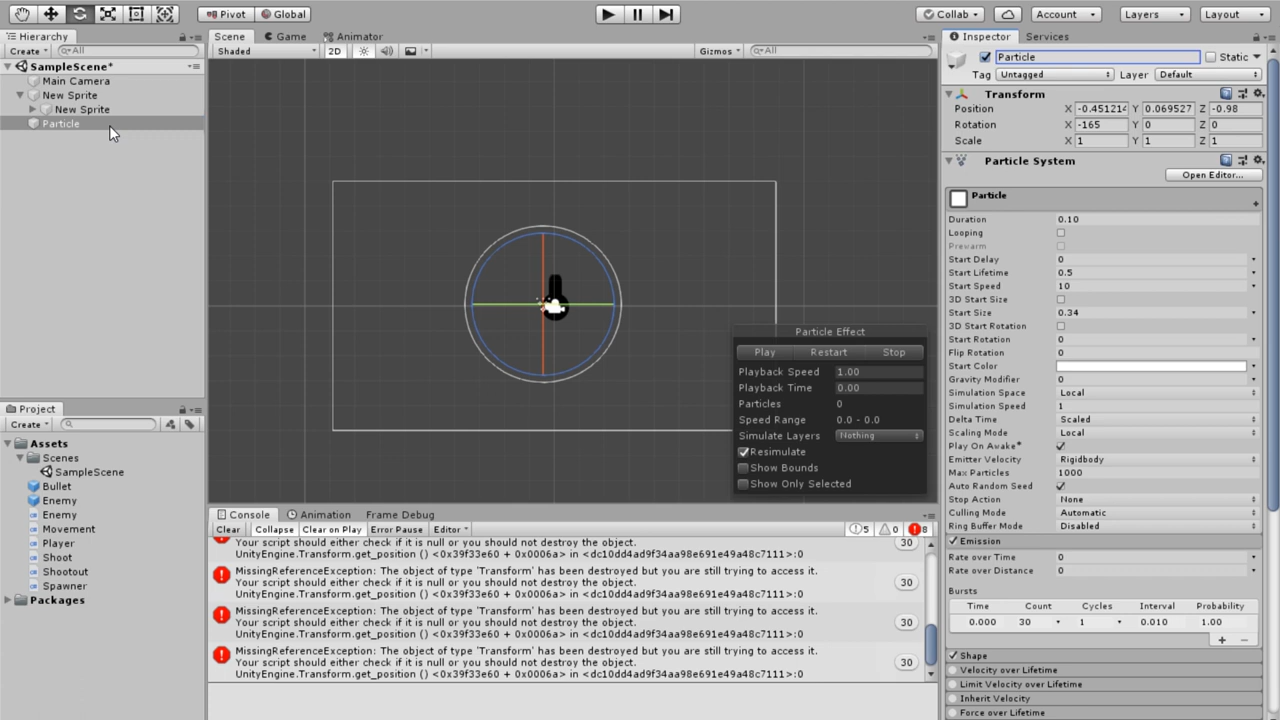 Pivot Global Collab Account Layers Layout
Hierarchy
Create All
SampleScene*
Main Camera
New Sprite
New Sprite
Particle
Scene Game Animator
Shaded 2D Gizmos All
Particle Effect
Play Restart Stop
Playback Speed 1.00
Playback Time 0.00
Particles 0
Speed Range 0.0 - 0.0
Simulate Layers Nothing
Resimulate
Show Bounds
Show Only Selected
Project
Create
Assets
Scenes
SampleScene
Bullet
Enemy
Enemy
Movement
Player
Shoot
Shootout
Spawner
Packages
Console Animation Frame Debug
Clear Collapse Clear on Play Error Pause Editor 5 0 8
Your script should either check if it is null or you should not destroy the object. 30
UnityEngine.Transform.get_position () <0x39f33e60 + 0x0006a> in <dc10dd4ad9f34aa98e691e49a48c7111>:0
MissingReferenceException: The object of type 'Transform' has been destroyed but you are still trying to access it.
Your script should either check if it is null or you should not destroy the object. 30
UnityEngine.Transform.get_position () <0x39f33e60 + 0x0006a> in <dc10dd4ad9f34aa98e691e49a48c7111>:0
MissingReferenceException: The object of type 'Transform' has been destroyed but you are still trying to access it.
Your script should either check if it is null or you should not destroy the object. 30
UnityEngine.Transform.get_position () <0x39f33e60 + 0x0006a> in <dc10dd4ad9f34aa98e691e49a48c7111>:0
MissingReferenceException: The object of type 'Transform' has been destroyed but you are still trying to access it.
Your script should either check if it is null or you should not destroy the object. 30
UnityEngine.Transform.get_position () <0x39f33e60 + 0x0006a> in <dc10dd4ad9f34aa98e691e49a48c7111>:0
Inspector Services
Particle Static
Tag Untagged Layer Default
Transform
Position X -0.451214 Y 0.069527 Z -0.98
Rotation X -165 Y 0 Z 0
Scale X 1 Y 1 Z 1
Particle System
Open Editor...
Particle
Duration 0.10
Looping
Prewarm
Start Delay 0
Start Lifetime 0.5
Start Speed 10
3D Start Size
Start Size 0.34
3D Start Rotation
Start Rotation 0
Flip Rotation 0
Start Color
Gravity Modifier 0
Simulation Space Local
Simulation Speed 1
Delta Time Scaled
Scaling Mode Local
Play On Awake*
Emitter Velocity Rigidbody
Max Particles 1000
Auto Random Seed
Stop Action None
Culling Mode Automatic
Ring Buffer Mode Disabled
Emission
Rate over Time 0
Rate over Distance 0
Bursts
Time Count Cycles Interval Probability
0.000 30 1 0.010 1.00
Shape
Velocity over Lifetime
Limit Velocity over Lifetime
Inherit Velocity
Force over Lifetime